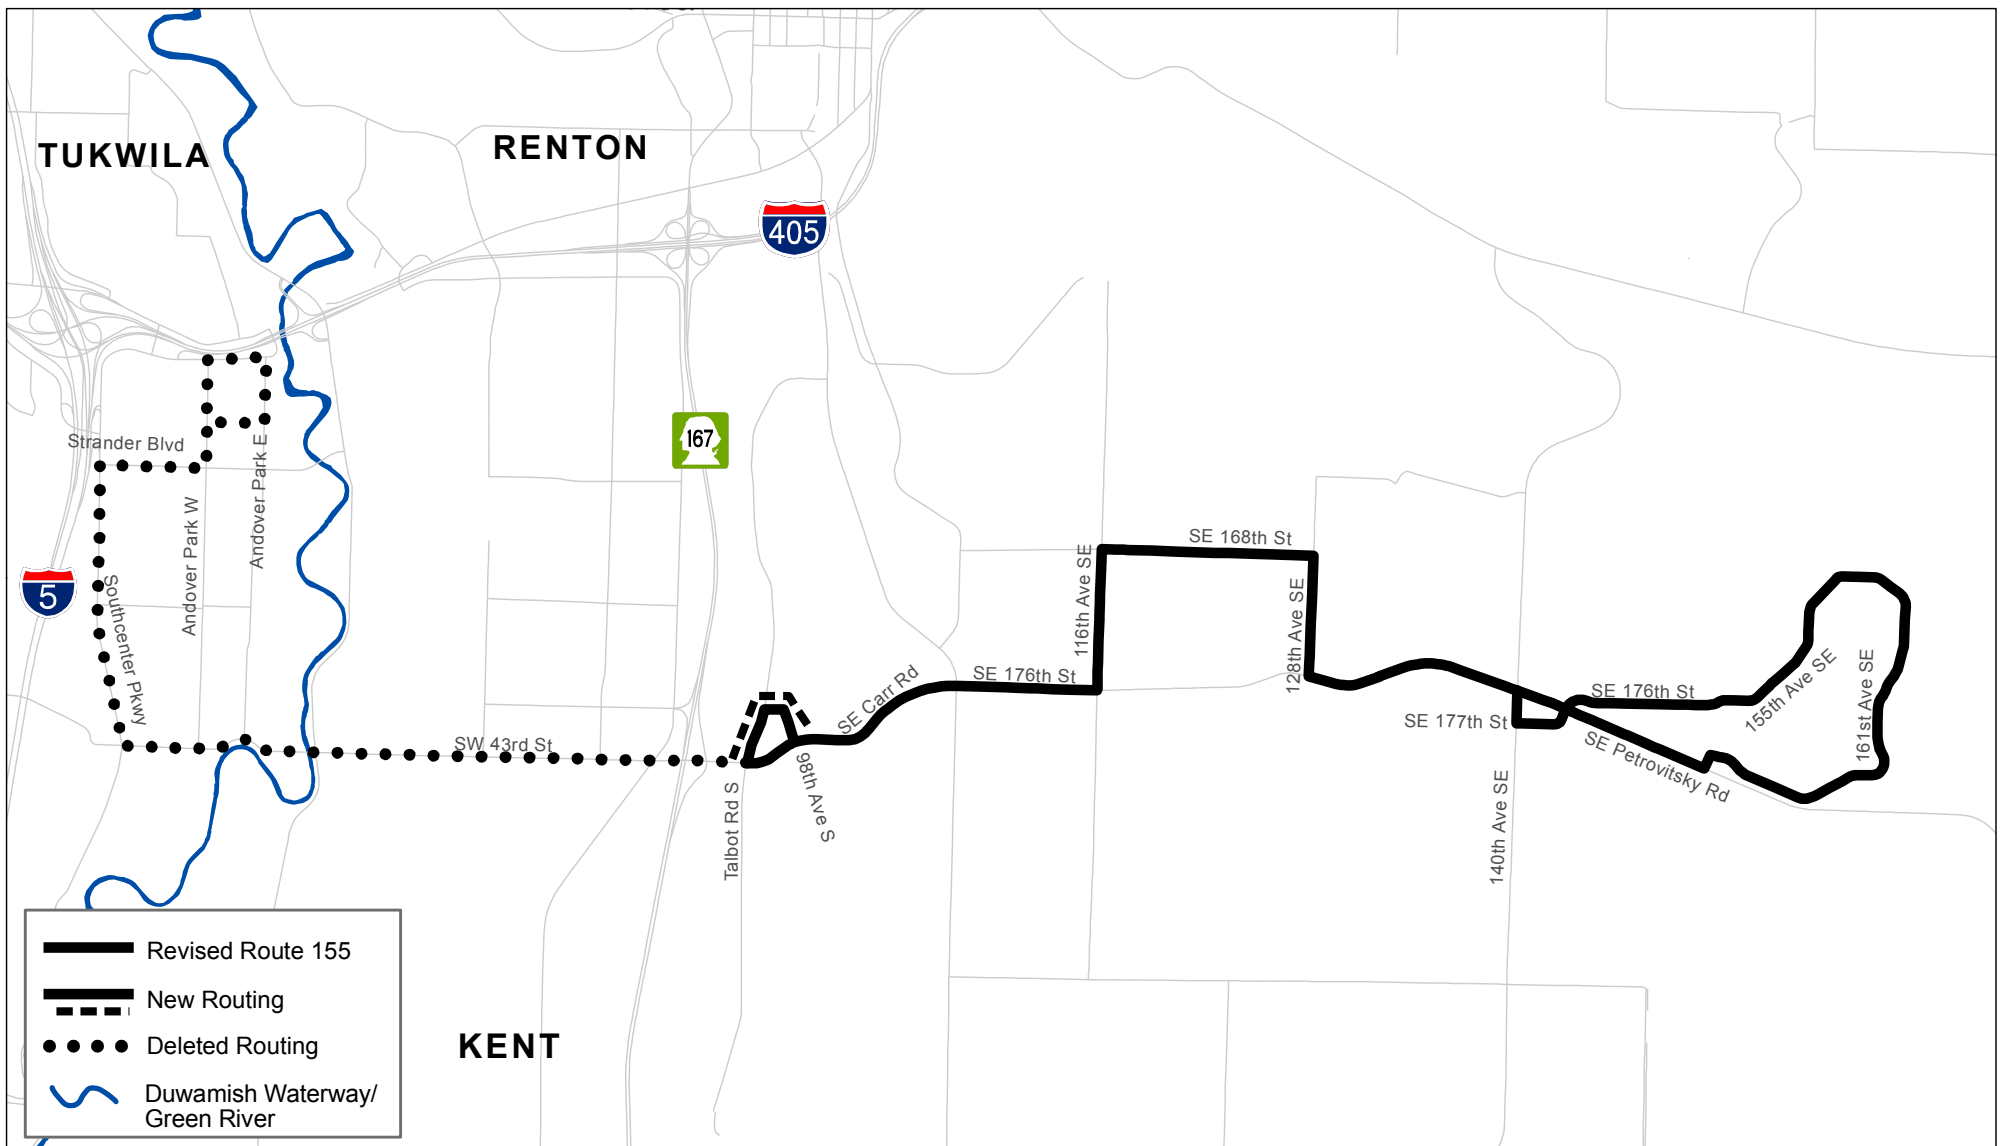 TUKWILA
RENTON
405
167
Strander Blvd
Andover Park E
Andover Park W
5
Southcenter Pkwy
SW 43rd St
Talbot Rd S
98th Ave S
SE Carr Rd
SE 176th St
116th Ave SE
SE 168th St
128th Ave SE
SE 177th St
140th Ave SE
SE 176th St
SE Petrovitsky Rd
155th Ave SE
161st Ave SE
KENT
Revised Route 155
New Routing
Deleted Routing
Duwamish Waterway/
Green River